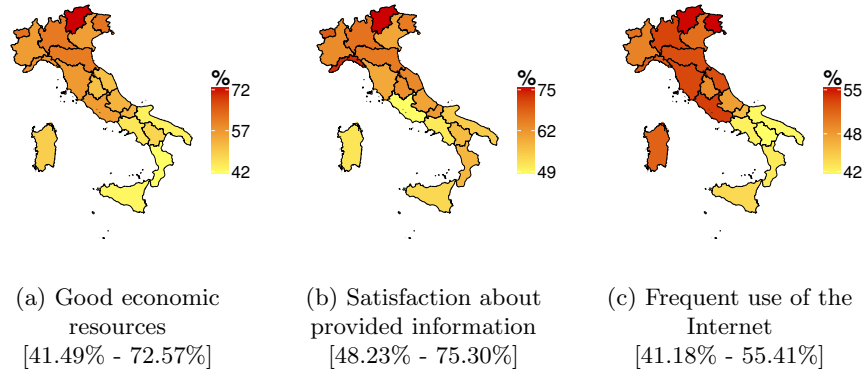 %
72
57
42
%
75
62
49
%
55
48
42
(a) Good economic
resources
[41.49% - 72.57%]
(b) Satisfaction about
provided information
[48.23% - 75.30%]
(c) Frequent use of the
Internet
[41.18% - 55.41%]